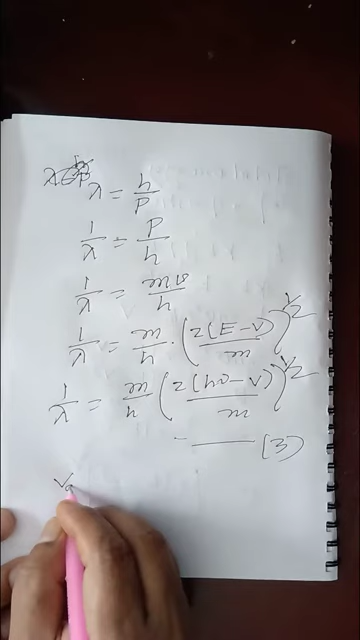 λ = h/p
1/λ = p/h
1/λ = mv/h
1/λ = m/h · (2(E-V)/m)^1/2
1/λ = m/h (2(hν-V)/m)^1/2
— (3)